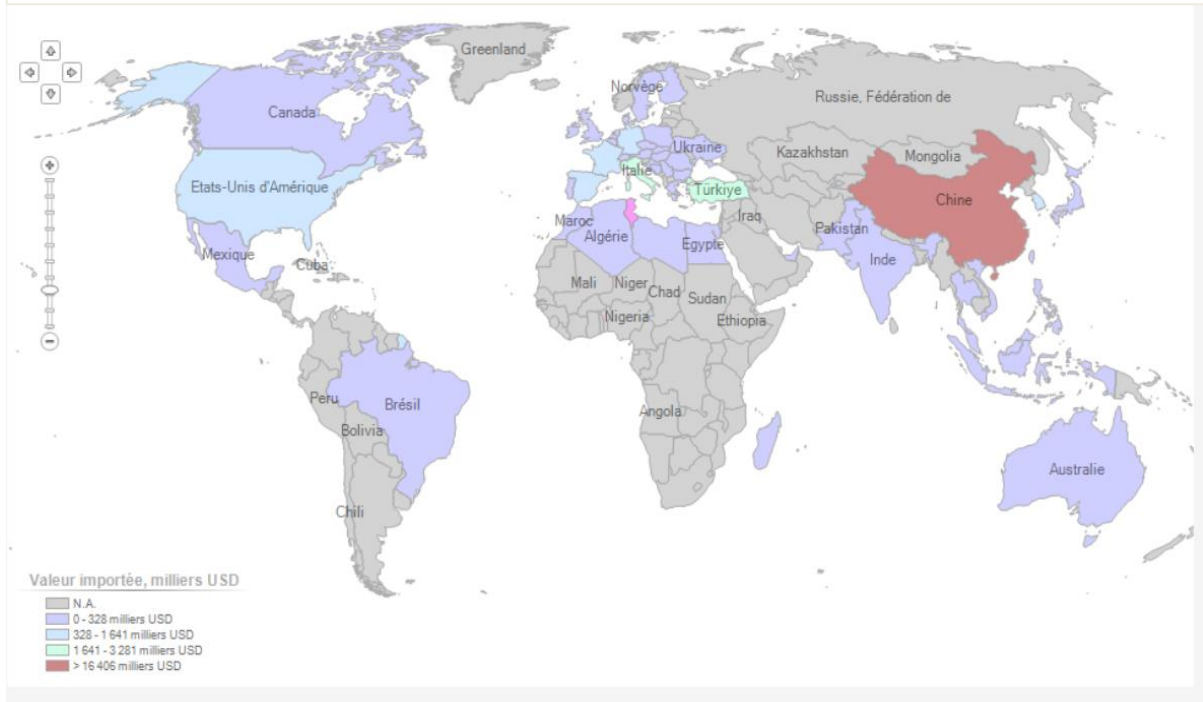 Greenland
Norvège
Russie, Fédération de
Canada
Ukraine
Kazakhstan
Mongolia
Italie
Türkiye
Etats-Unis d'Amérique
Chine
Maroc
Iraq
Pakistan
Algérie
Egypte
Mexique
Inde
Cuba
Mali
Niger
Chad
Sudan
Nigeria
Ethiopia
Peru
Brésil
Angola
Bolivia
Australie
Chili
Valeur importée, milliers USD
N.A.
0 - 328 milliers USD
328 - 1 641 milliers USD
1 641 - 3 281 milliers USD
> 16 406 milliers USD